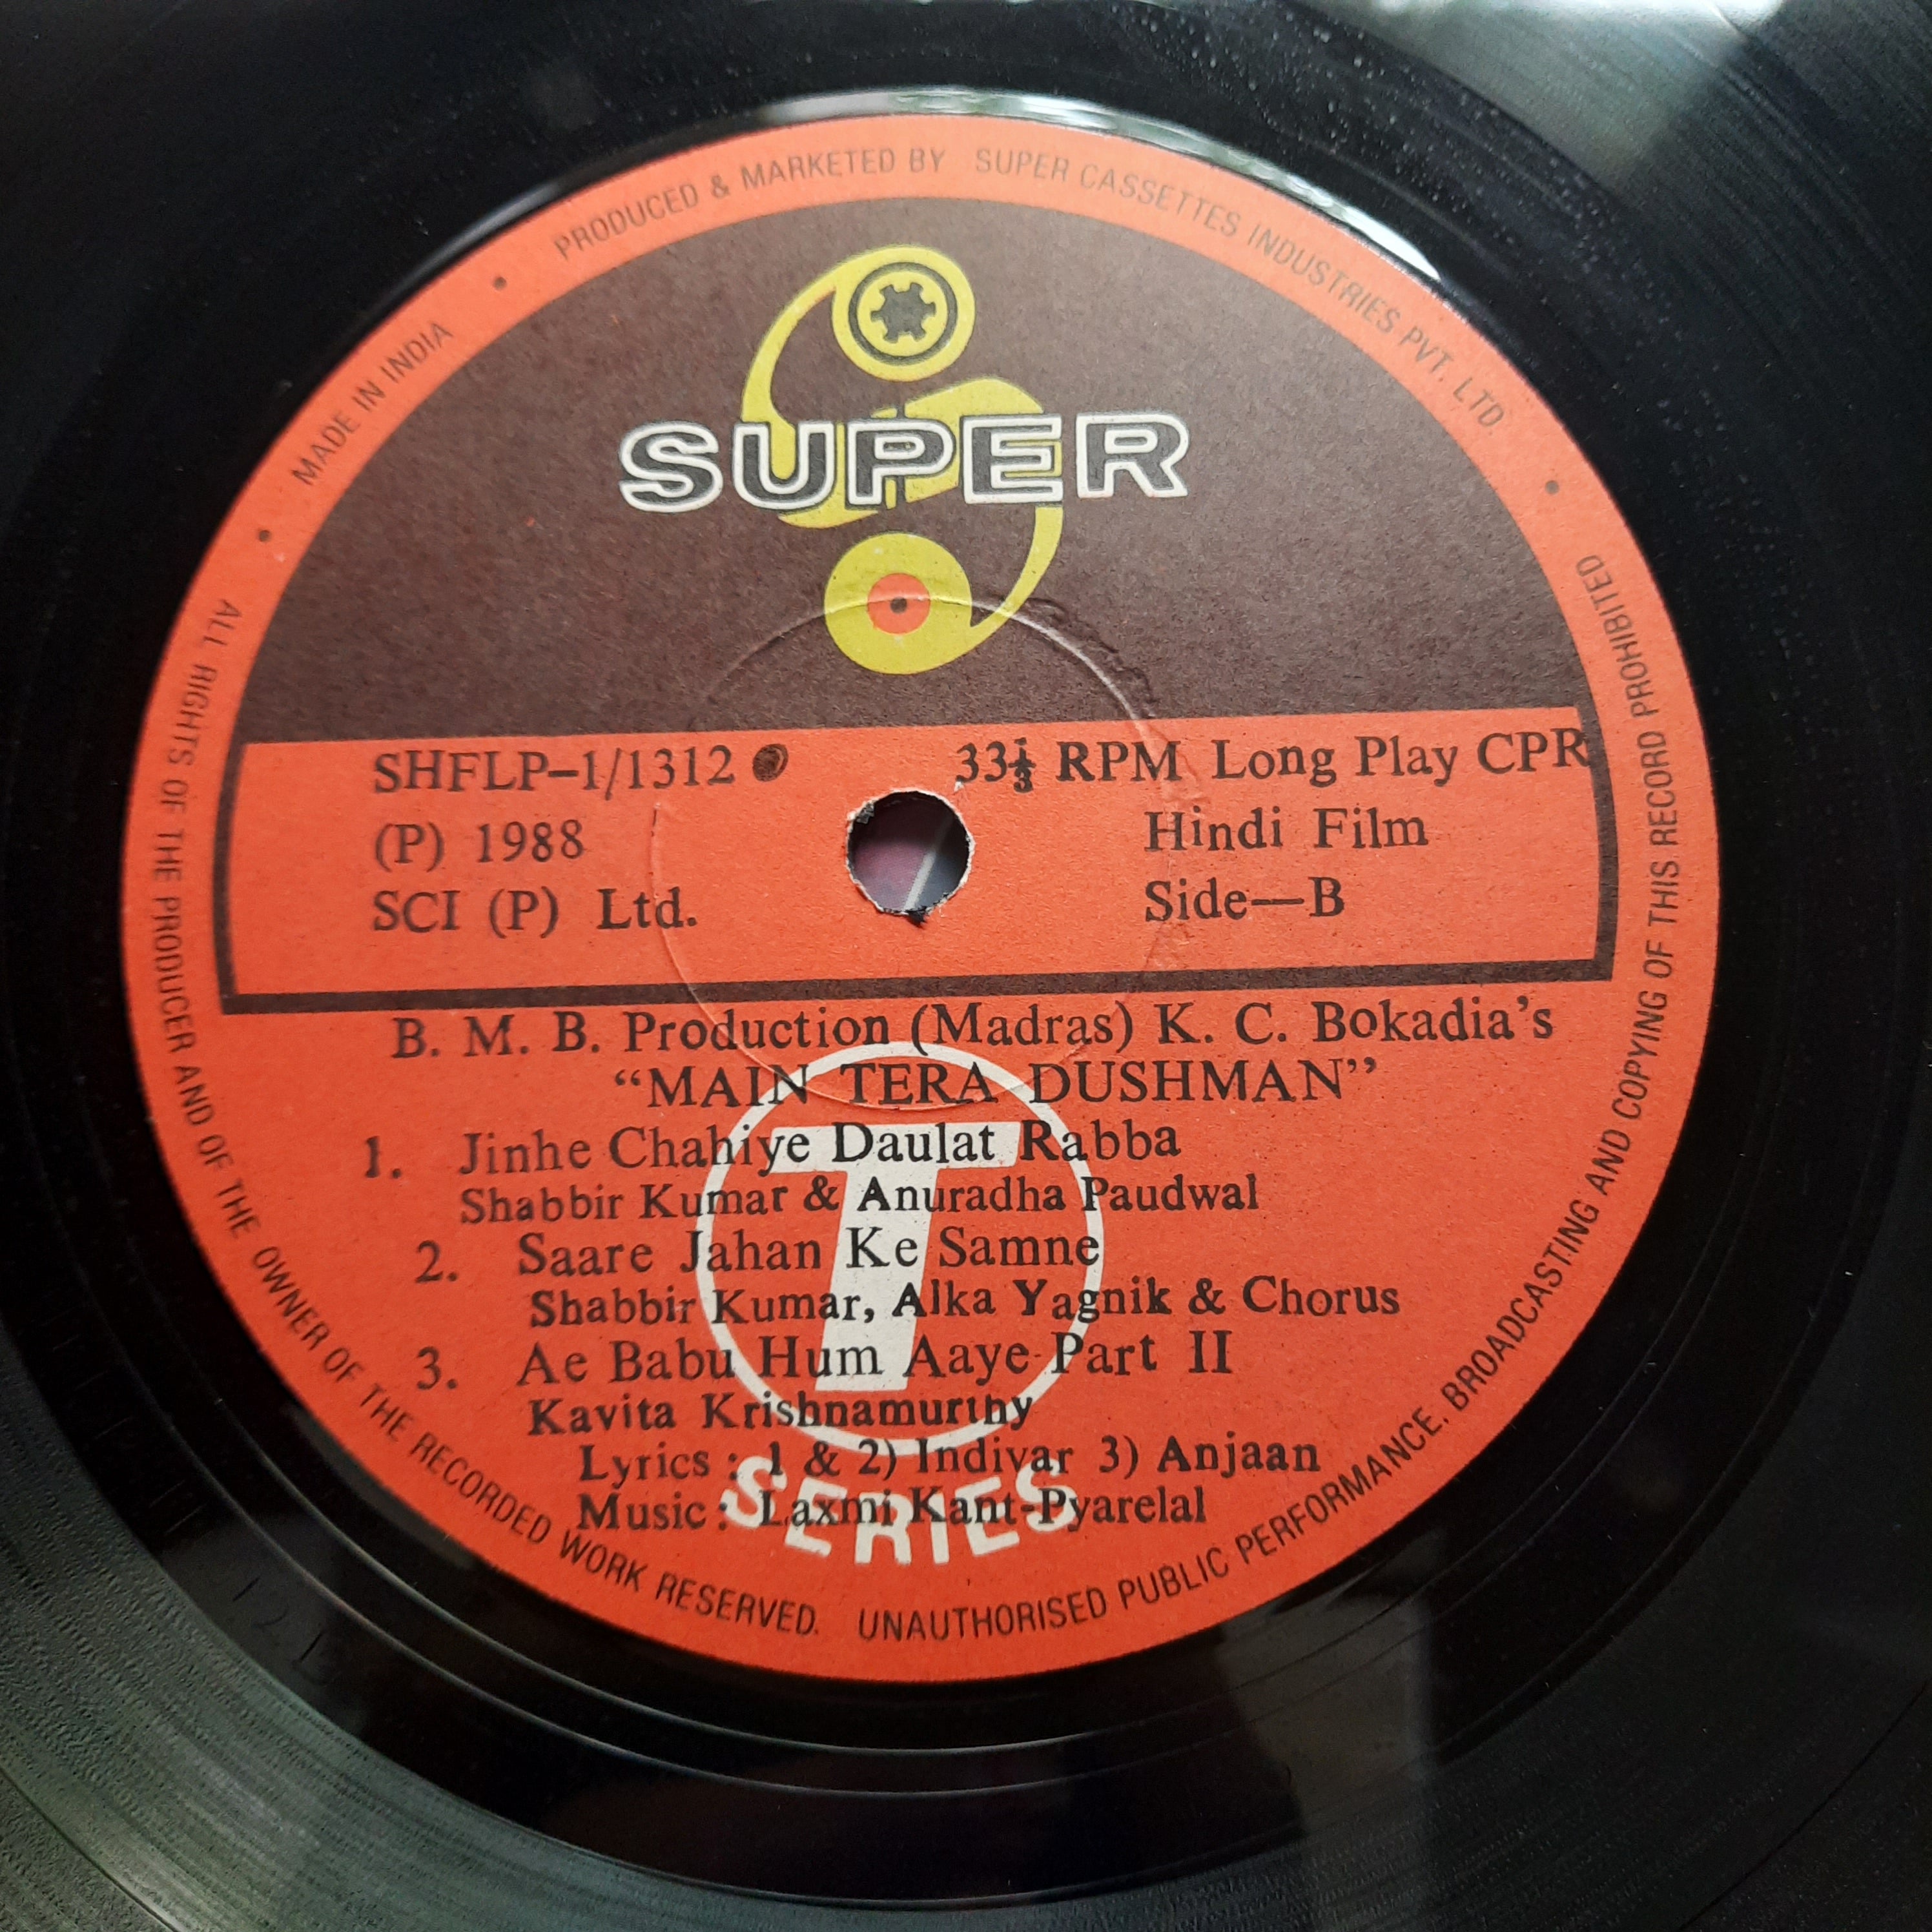 MADE IN INDIA • PRODUCED & MARKETED BY SUPER CASSETTES INDUSTRIES PVT. LTD. •
SUPER
SHFLP-1/1312 33⅓ RPM Long Play CPR
(P) 1988 Hindi Film
SCI (P) Ltd. Side—B
B. M. B. Production (Madras) K. C. Bokadia's
“MAIN TERA DUSHMAN”
1. Jinhe Chahiye Daulat Rabba
Shabbir Kumar & Anuradha Paudwal
2. Saare Jahan Ke Samne
Shabbir Kumar, Alka Yagnik & Chorus
3. Ae Babu Hum Aaye Part II
Kavita Krishnamurthy
Lyrics : 1 & 2) Indivar 3) Anjaan
Music : Laxmi Kant-Pyarelal
T
SERIES
ALL RIGHTS OF THE PRODUCER AND OF THE OWNER OF THE RECORDED WORK RESERVED. UNAUTHORISED PUBLIC PERFORMANCE, BROADCASTING AND COPYING OF THIS RECORD PROHIBITED